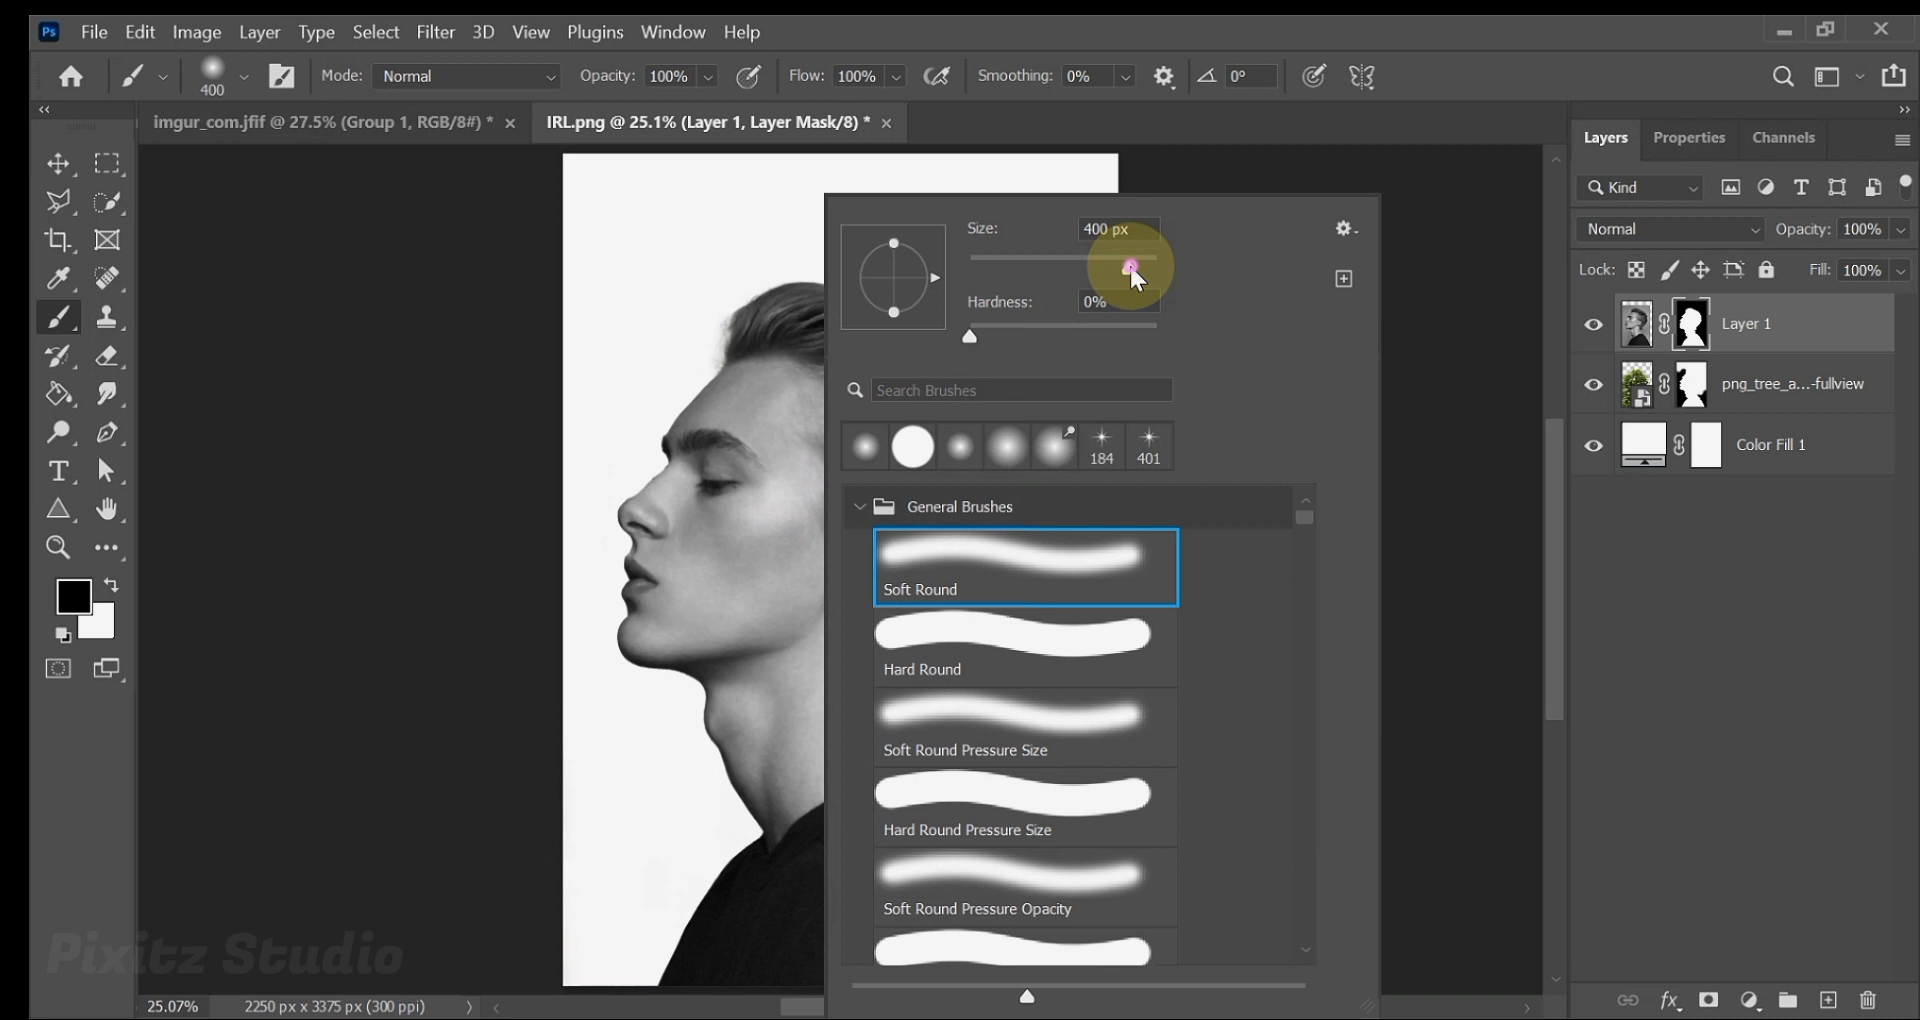 Ps File Edit Image Layer Type Select Filter 3D View Plugins Window Help
400 Mode: Normal Opacity: 100% Flow: 100% Smoothing: 0% 0°
imgur_com.jfif @ 27.5% (Group 1, RGB/8#) * × IRL.png @ 25.1% (Layer 1, Layer Mask/8) * ×
Layers Properties Channels
Kind
Normal Opacity: 100%
Lock: Fill: 100%
Layer 1
png_tree_a...-fullview
Color Fill 1
Size: 400 px
Hardness: 0%
Search Brushes
184 401
General Brushes
Soft Round
Hard Round
Soft Round Pressure Size
Hard Round Pressure Size
Soft Round Pressure Opacity
Pixitz Studio
25.07% 2250 px x 3375 px (300 ppi)